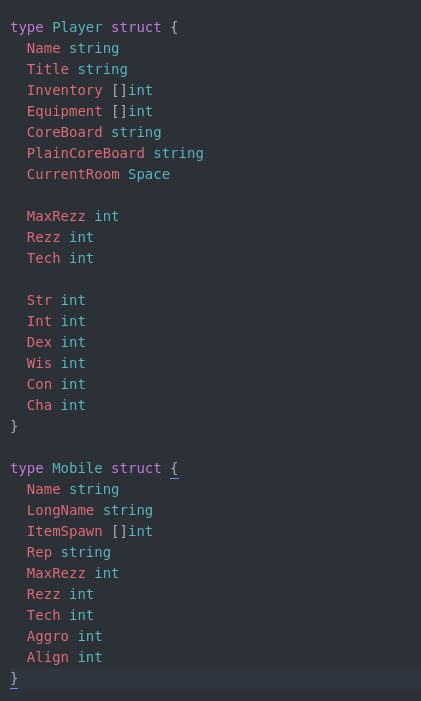 type Player struct {
  Name string
  Title string
  Inventory []int
  Equipment []int
  CoreBoard string
  PlainCoreBoard string
  CurrentRoom Space

  MaxRezz int
  Rezz int
  Tech int

  Str int
  Int int
  Dex int
  Wis int
  Con int
  Cha int
}

type Mobile struct {
  Name string
  LongName string
  ItemSpawn []int
  Rep string
  MaxRezz int
  Rezz int
  Tech int
  Aggro int
  Align int
}